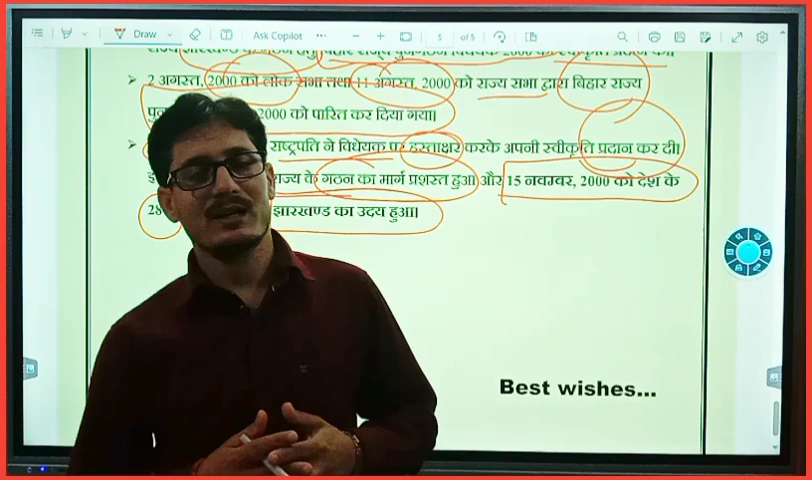 Draw
Ask Copilot
5
of 5
2 अगस्त, 2000 को लोक सभा तथा 11 अगस्त, 2000 को राज्य सभा द्वारा बिहार राज्य
2000 को पारित कर दिया गया।
राष्ट्रपति ने विधेयक पर हस्ताक्षर करके अपनी स्वीकृति प्रदान कर दी।
राज्य के गठन का मार्ग प्रशस्त हुआ और 15 नवम्बर, 2000 को देश के
28 झारखण्ड का उदय हुआ।
Best wishes...